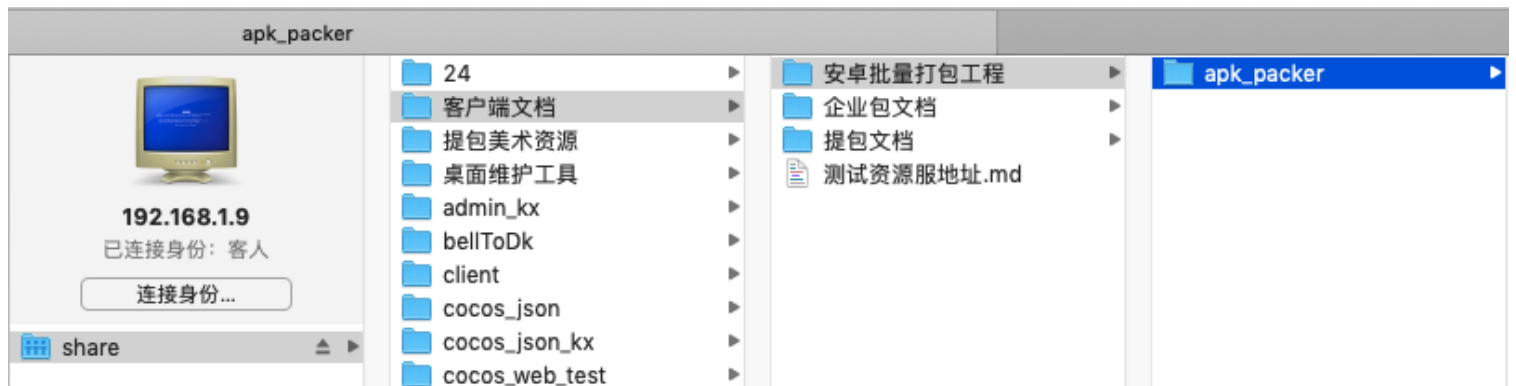 apk_packer
192.168.1.9
已连接身份：客人
连接身份...
share
24
客户端文档
提包美术资源
桌面维护工具
admin_kx
bellToDk
client
cocos_json
cocos_json_kx
cocos_web_test
安卓批量打包工程
企业包文档
提包文档
测试资源服地址.md
apk_packer